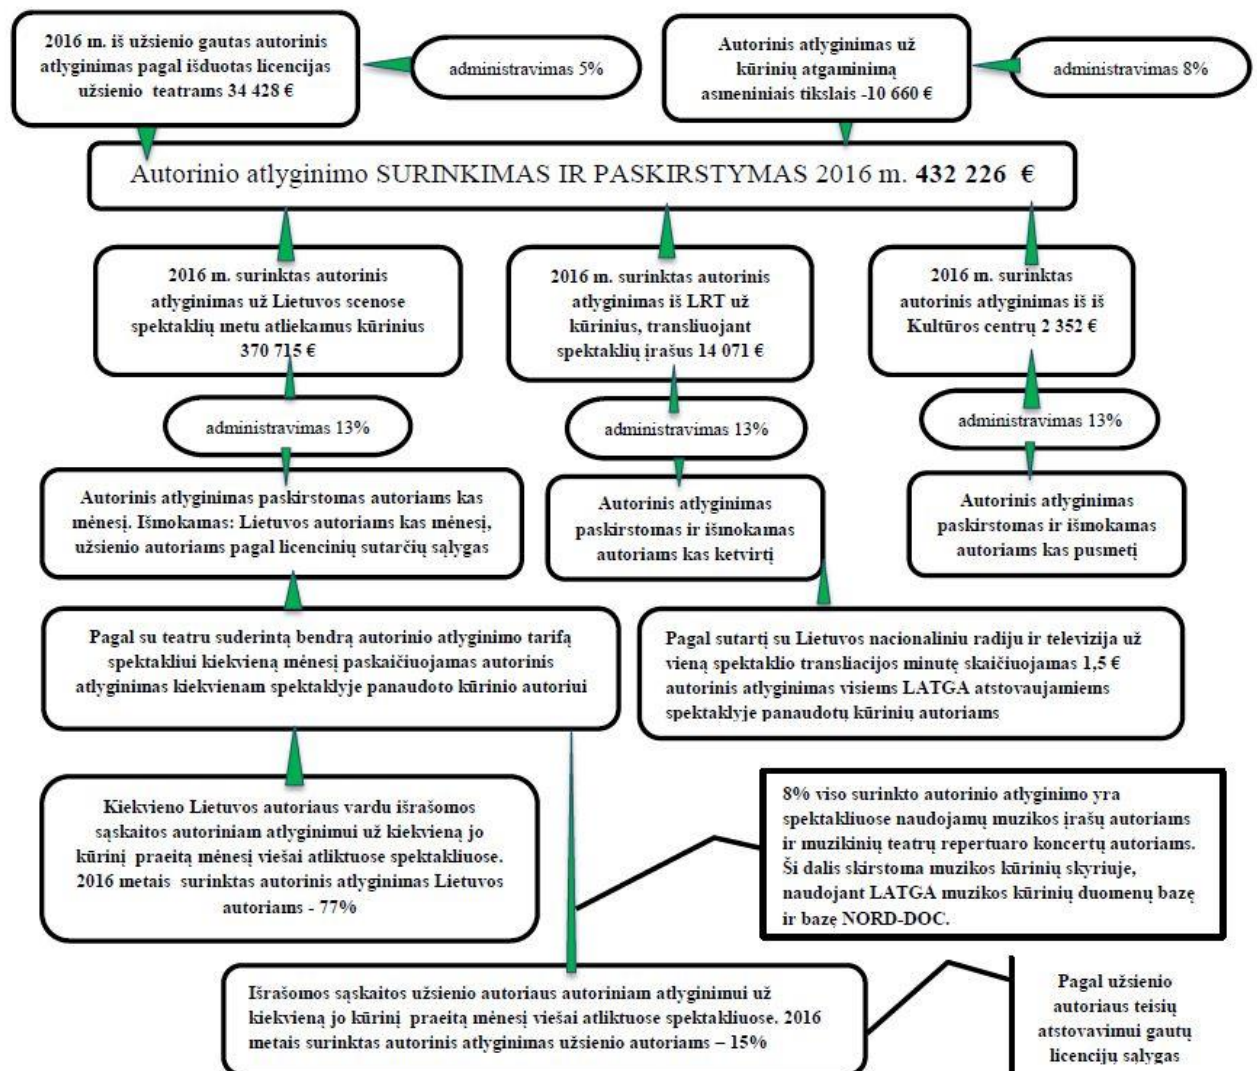 2016 m. iš užsienio gautas autorinis
atlyginimas pagal išduotas licencijas
užsienio teatrams 34 428 €
administravimas 5%
Autorinis atlyginimas už
kūrinių atgaminimą
asmeniniais tikslais -10 660 €
administravimas 8%
Autorinio atlyginimo SURINKIMAS IR PASKIRSTYMAS 2016 m. 432 226 €
2016 m. surinktas autorinis
atlyginimas už Lietuvos scenose
spektaklių metu atliekamus kūrinius
370 715 €
2016 m. surinktas autorinis
atlyginimas iš LRT už
kūrinius, transliuojant
spektaklių įrašus 14 071 €
2016 m. surinktas
autorinis atlyginimas iš iš
Kultūros centrų 2 352 €
administravimas 13%
administravimas 13%
administravimas 13%
Autorinis atlyginimas paskirstomas autoriams kas
mėnesį. Išmokamas: Lietuvos autoriams kas mėnesį,
užsienio autoriams pagal licencinių sutarčių sąlygas
Autorinis atlyginimas
paskirstomas ir išmokamas
autoriams kas ketvirtį
Autorinis atlyginimas
paskirstomas ir išmokamas
autoriams kas pusmetį
Pagal su teatru suderintą bendrą autorinio atlyginimo tarifą
spektakliui kiekvieną mėnesį paskaičiuojamas autorinis
atlyginimas kiekvienam spektaklyje panaudoto kūrinio autoriui
Pagal sutartį su Lietuvos nacionaliniu radiju ir televizija už
vieną spektaklio transliacijos minutę skaičiuojamas 1,5 €
autorinis atlyginimas visiems LATGA atstovaujamiems
spektaklyje panaudotų kūrinių autoriams
Kiekvieno Lietuvos autoriaus vardu išrašomos
sąskaitos autoriniam atlyginimui už kiekvieną jo
kūrinį praeitą mėnesį viešai atliktuose spektakliuose.
2016 metais surinktas autorinis atlyginimas Lietuvos
autoriams - 77%
8% viso surinkto autorinio atlyginimo yra
spektakliuose naudojamų muzikos įrašų autoriams
ir muzikinių teatrų repertuaro koncertų autoriams.
Ši dalis skirstoma muzikos kūrinių skyriuje,
naudojant LATGA muzikos kūrinių duomenų bazę
ir bazę NORD-DOC.
Išrašomos sąskaitos užsienio autoriaus autoriniam atlyginimui už
kiekvieną jo kūrinį praeitą mėnesį viešai atliktuose spektakliuose. 2016
metais surinktas autorinis atlyginimas užsienio autoriams – 15%
Pagal užsienio
autoriaus teisių
atstovavimui gautų
licencijų sąlygas